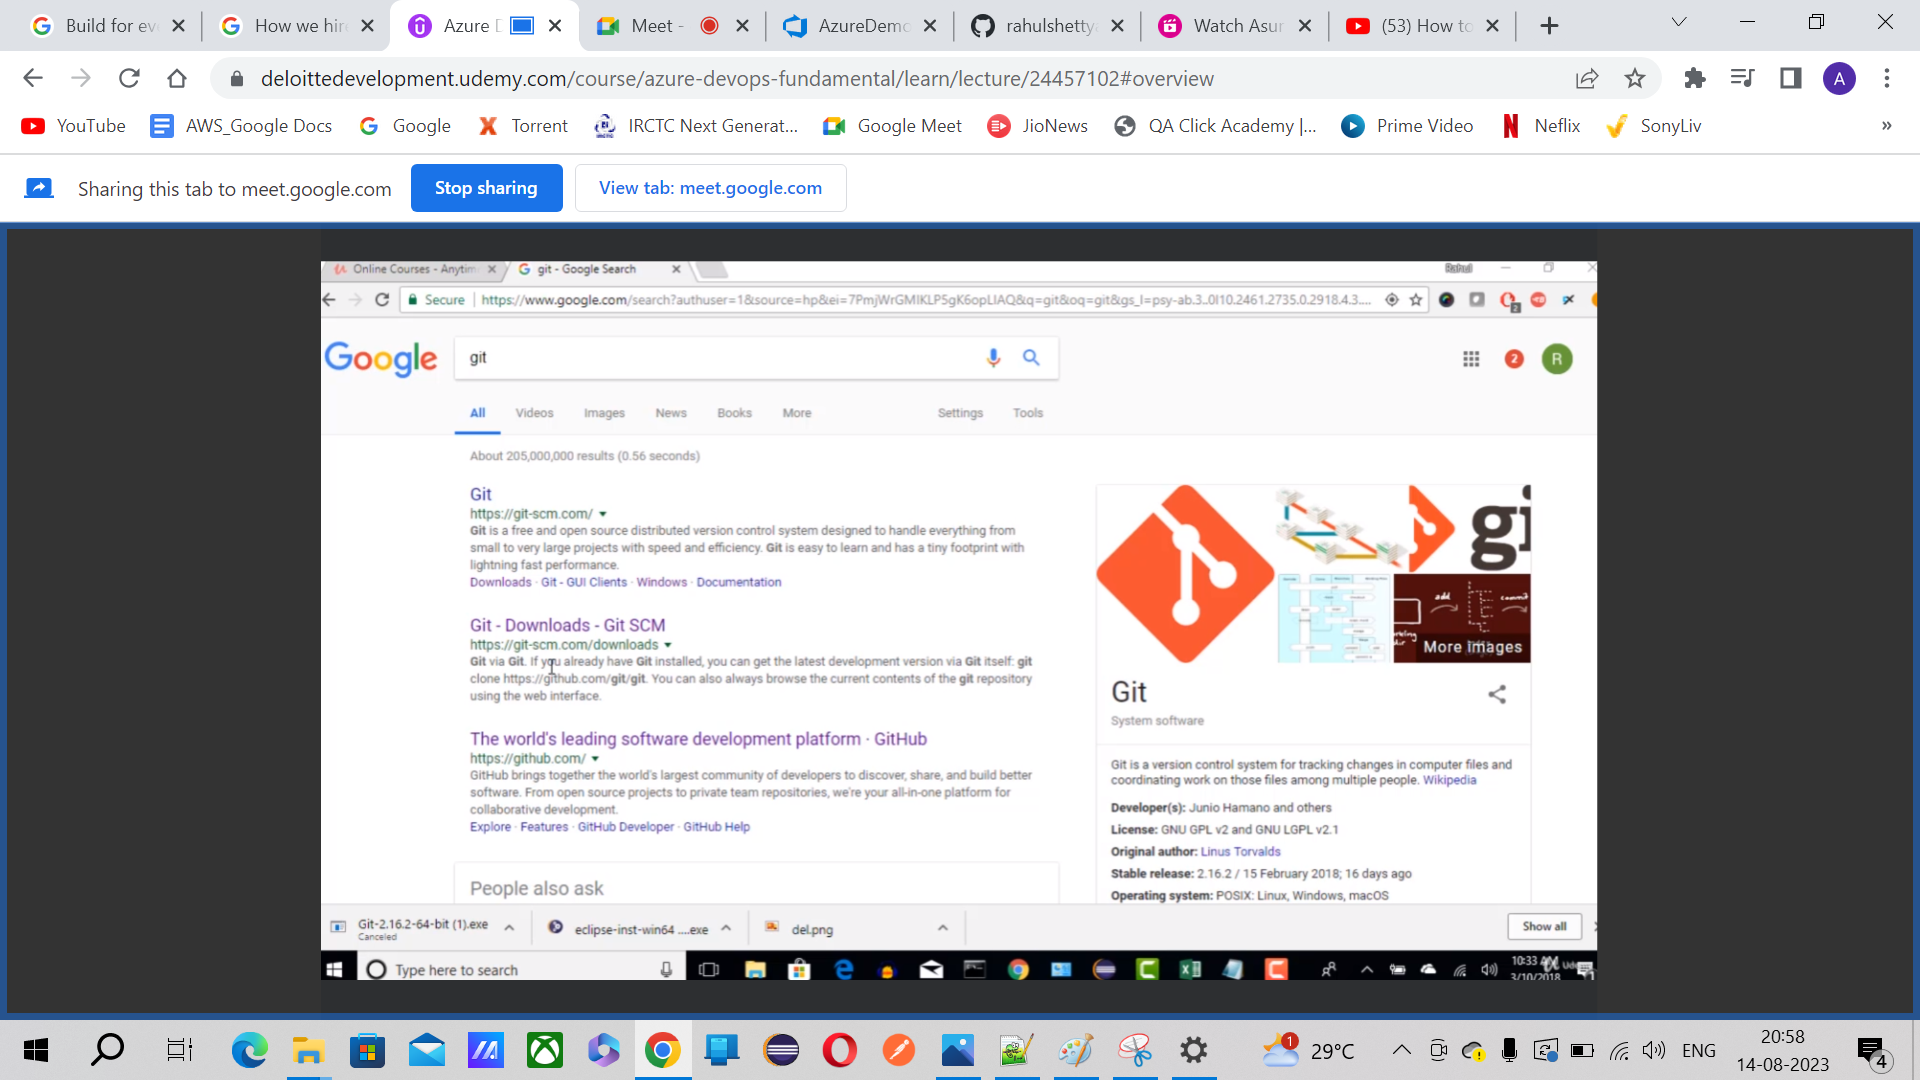 Build for eve
How we hire
Azure D
Meet -
AzureDemo
rahulshettya
Watch Asur
(53) How to
deloittedevelopment.udemy.com/course/azure-devops-fundamental/learn/lecture/24457102#overview
A
YouTube
AWS_Google Docs
Google
Torrent
IRCTC Next Generat...
Google Meet
JioNews
QA Click Academy |...
Prime Video
Neflix
SonyLiv
»
Sharing this tab to meet.google.com
Stop sharing
View tab: meet.google.com
Online Courses - Anytim
git - Google Search
Rahul
Secure
https://www.google.com/search?authuser=1&source=hp&ei=7PmjWrGMIKLP5gK6opLIAQ&q=git&oq=git&gs_l=psy-ab.3..0l10.2461.2735.0.2918.4.3....
2
Google
git
2
R
All
Videos
Images
News
Books
More
Settings
Tools
About 205,000,000 results (0.56 seconds)
Git
https://git-scm.com/
Git is a free and open source distributed version control system designed to handle everything from
small to very large projects with speed and efficiency. Git is easy to learn and has a tiny footprint with
lightning fast performance.
Downloads · Git - GUI Clients · Windows · Documentation
Git - Downloads - Git SCM
https://git-scm.com/downloads
Git via Git. If you already have Git installed, you can get the latest development version via Git itself: git
clone https://github.com/git/git. You can also always browse the current contents of the git repository
using the web interface.
The world's leading software development platform · GitHub
https://github.com/
GitHub brings together the world's largest community of developers to discover, share, and build better
software. From open source projects to private team repositories, we're your all-in-one platform for
collaborative development.
Explore · Features · GitHub Developer · GitHub Help
People also ask
gi
add
commit
More images
Git
System software
Git is a version control system for tracking changes in computer files and
coordinating work on those files among multiple people. Wikipedia
Developer(s): Junio Hamano and others
License: GNU GPL v2 and GNU LGPL v2.1
Original author: Linus Torvalds
Stable release: 2.16.2 / 15 February 2018; 16 days ago
Operating system: POSIX: Linux, Windows, macOS
Git-2.16.2-64-bit (1).exe
Canceled
eclipse-inst-win64 ....exe
del.png
Show all
Type here to search
10:33 AM
3/10/2018
1
29°C
ENG
20:58
14-08-2023
4